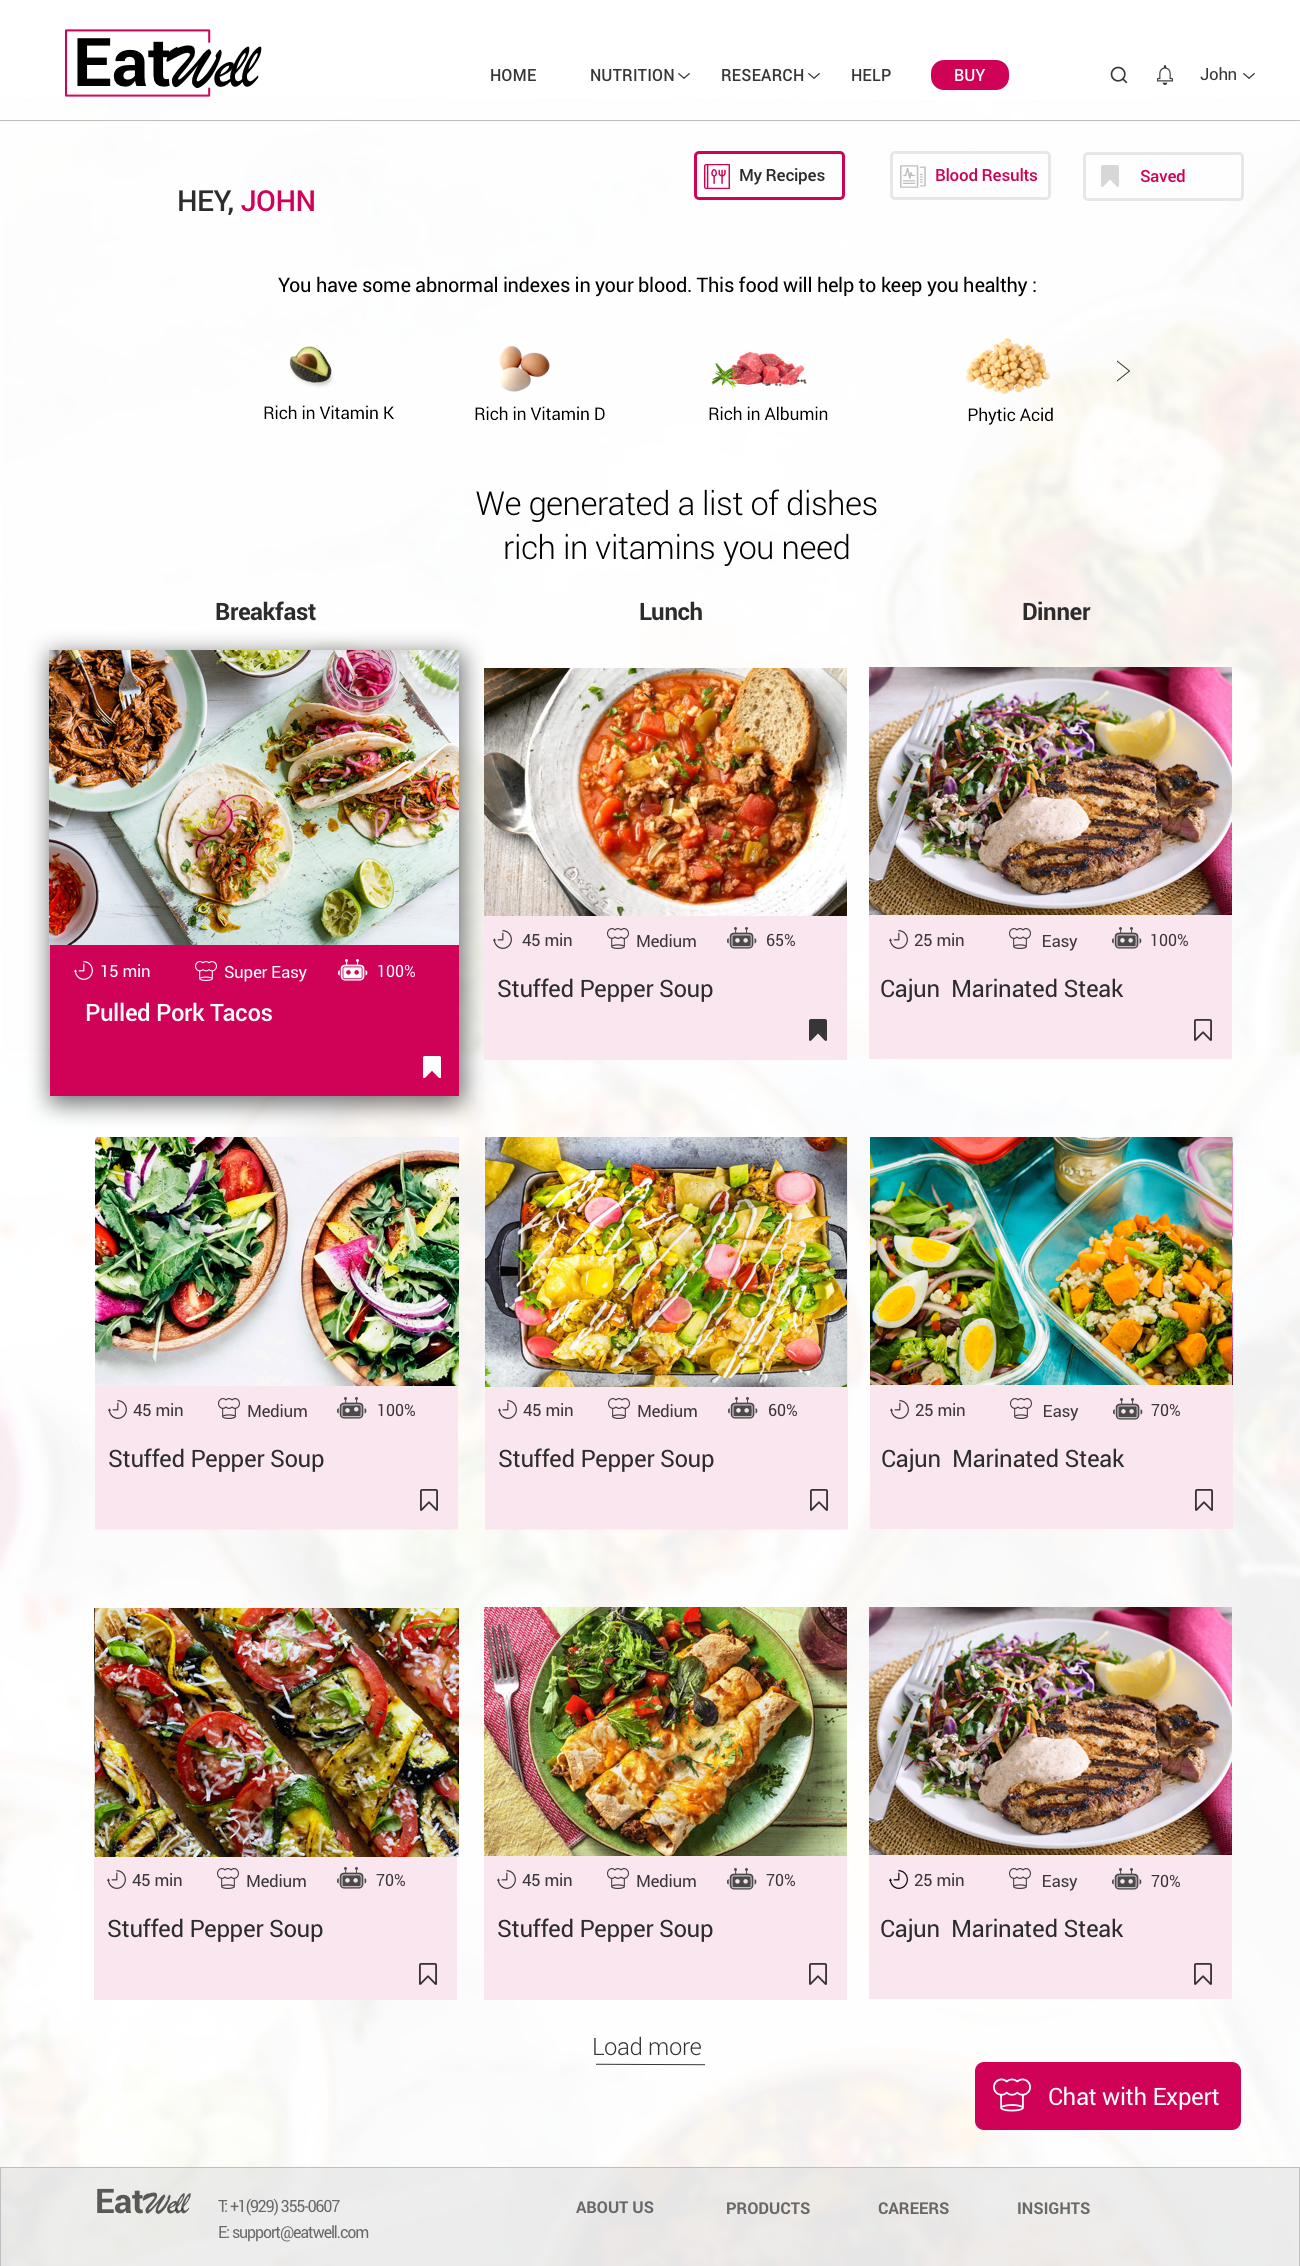 EatWell
HOME NUTRITION RESEARCH HELP BUY John
My Recipes Blood Results Saved
HEY, JOHN
You have some abnormal indexes in your blood. This food will help to keep you healthy :
Rich in Vitamin K Rich in Vitamin D Rich in Albumin Phytic Acid
We generated a list of dishes
rich in vitamins you need
Breakfast Lunch Dinner
15 min Super Easy 100%
Pulled Pork Tacos
45 min Medium 65%
Stuffed Pepper Soup
25 min Easy 100%
Cajun Marinated Steak
45 min Medium 100%
Stuffed Pepper Soup
45 min Medium 60%
Stuffed Pepper Soup
25 min Easy 70%
Cajun Marinated Steak
45 min Medium 70%
Stuffed Pepper Soup
45 min Medium 70%
Stuffed Pepper Soup
25 min Easy 70%
Cajun Marinated Steak
Load more
Chat with Expert
EatWell
T: +1(929) 355-0607
E: support@eatwell.com
ABOUT US PRODUCTS CAREERS INSIGHTS